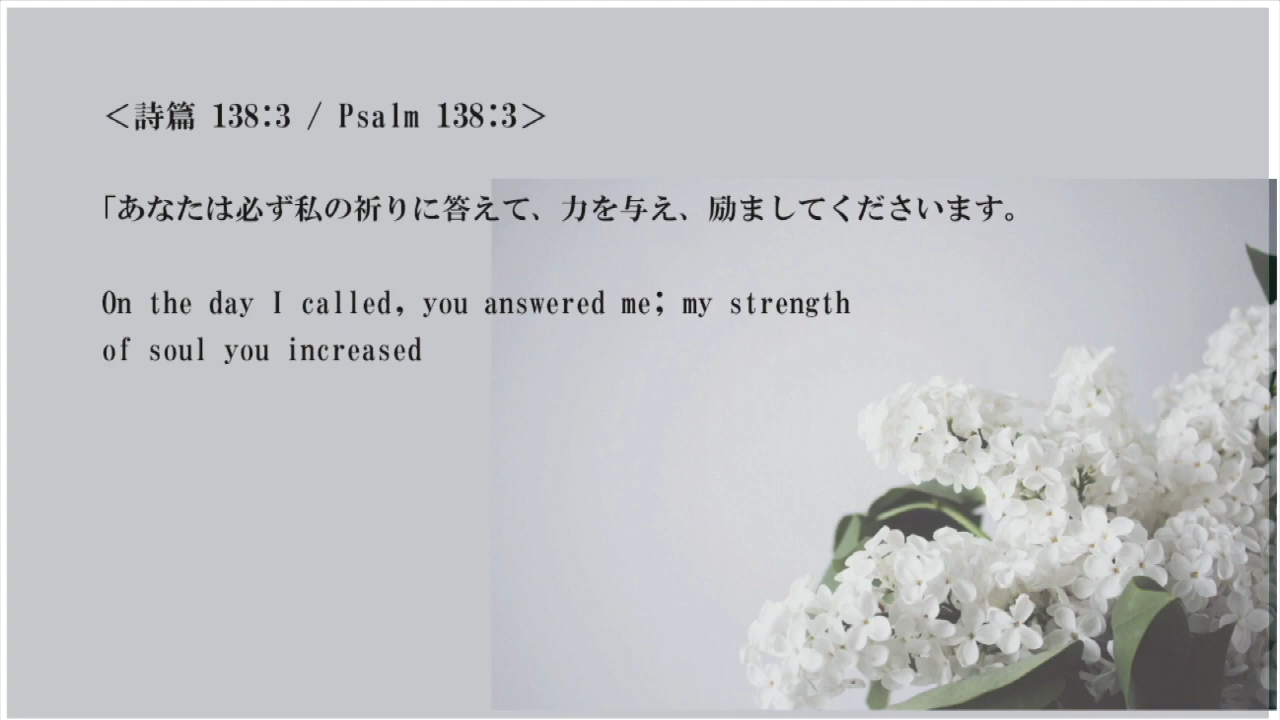 ＜詩篇 138:3 / Psalm 138:3＞
「あなたは必ず私の祈りに答えて、力を与え、励ましてくださいます。
On the day I called, you answered me; my strength
of soul you increased